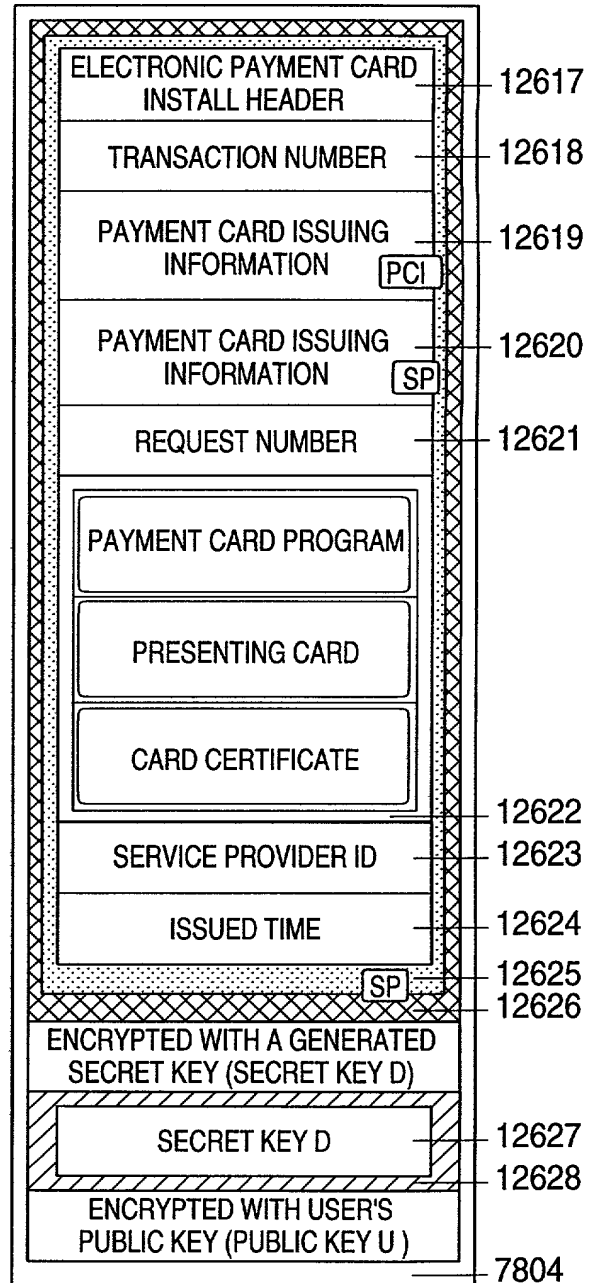 ELECTRONIC PAYMENT CARD
INSTALL HEADER
12617
TRANSACTION NUMBER
12618
PAYMENT CARD ISSUING
INFORMATION
PCI
12619
PAYMENT CARD ISSUING
INFORMATION
SP
12620
REQUEST NUMBER
12621
PAYMENT CARD PROGRAM
PRESENTING CARD
CARD CERTIFICATE
12622
SERVICE PROVIDER ID
12623
ISSUED TIME
12624
SP
12625
12626
ENCRYPTED WITH A GENERATED
SECRET KEY (SECRET KEY D)
SECRET KEY D
12627
12628
ENCRYPTED WITH USER'S
PUBLIC KEY (PUBLIC KEY U )
7804